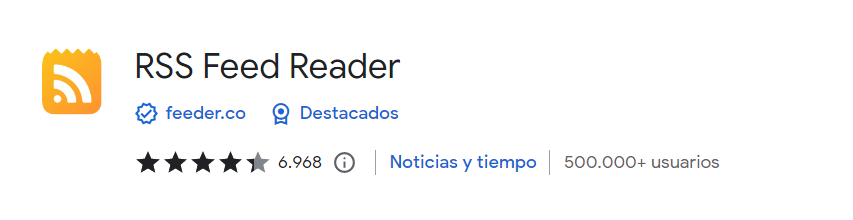 RSS Feed Reader
feeder.co Destacados
6.968 Noticias y tiempo 500.000+ usuarios